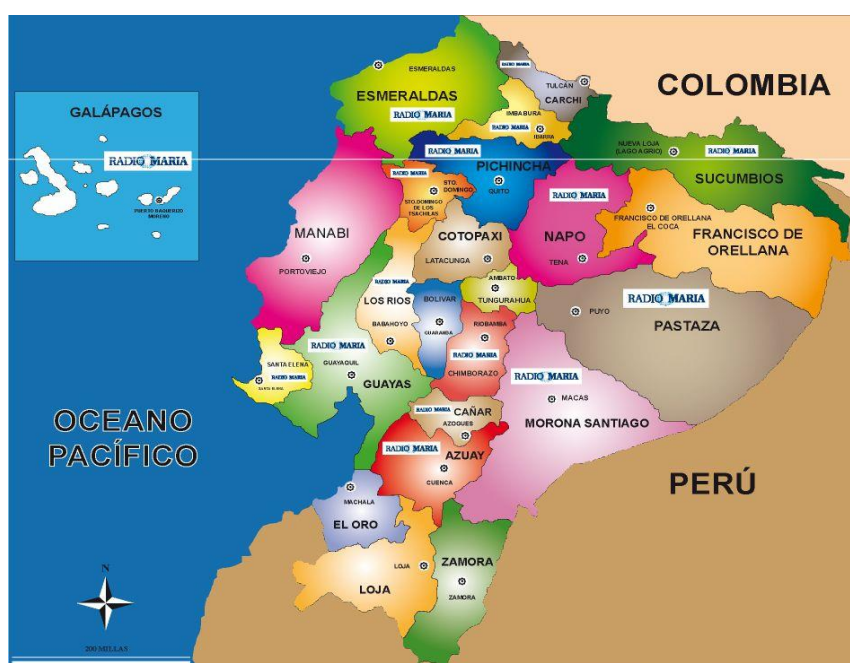 COLOMBIA
ESMERALDAS
ESMERALDAS
RADIO MARIA
RADIO MARIA
TULCÁN
CARCHI
IMBABURA
RADIO MARIA
IBARRA
GALÁPAGOS
RADIO MARIA
PUERTO BAQUERIZO
MORENO
RADIO MARIA
PICHINCHA
QUITO
NUEVA LOJA
(LAGO AGRIO)
RADIO MARIA
SUCUMBIOS
RADIO MARIA
STO.
DOMINGO
STO.DOMINGO
DE LOS
TSACHILAS
RADIO MARIA
NAPO
TENA
FRANCISCO DE ORELLANA
EL COCA
FRANCISCO DE
ORELLANA
MANABI
PORTOVIEJO
COTOPAXI
LATACUNGA
RADIO MARIA
LOS RIOS
BABAHOYO
BOLIVAR
GUARANDA
AMBATO
TUNGURAHUA
RADIO MARIA
PUYO
PASTAZA
RIOBAMBA
RADIO MARIA
CHIMBORAZO
RADIO MARIA
GUAYAQUIL
GUAYAS
SANTA ELENA
RADIO MARIA
SANTA ELENA
RADIO MARIA
MACAS
MORONA SANTIAGO
OCEANO
PACÍFICO
RADIO MARIA
CAÑAR
AZOGUES
RADIO MARIA
AZUAY
CUENCA
PERÚ
MACHALA
EL ORO
LOJA
LOJA
ZAMORA
ZAMORA
N
200 MILLAS